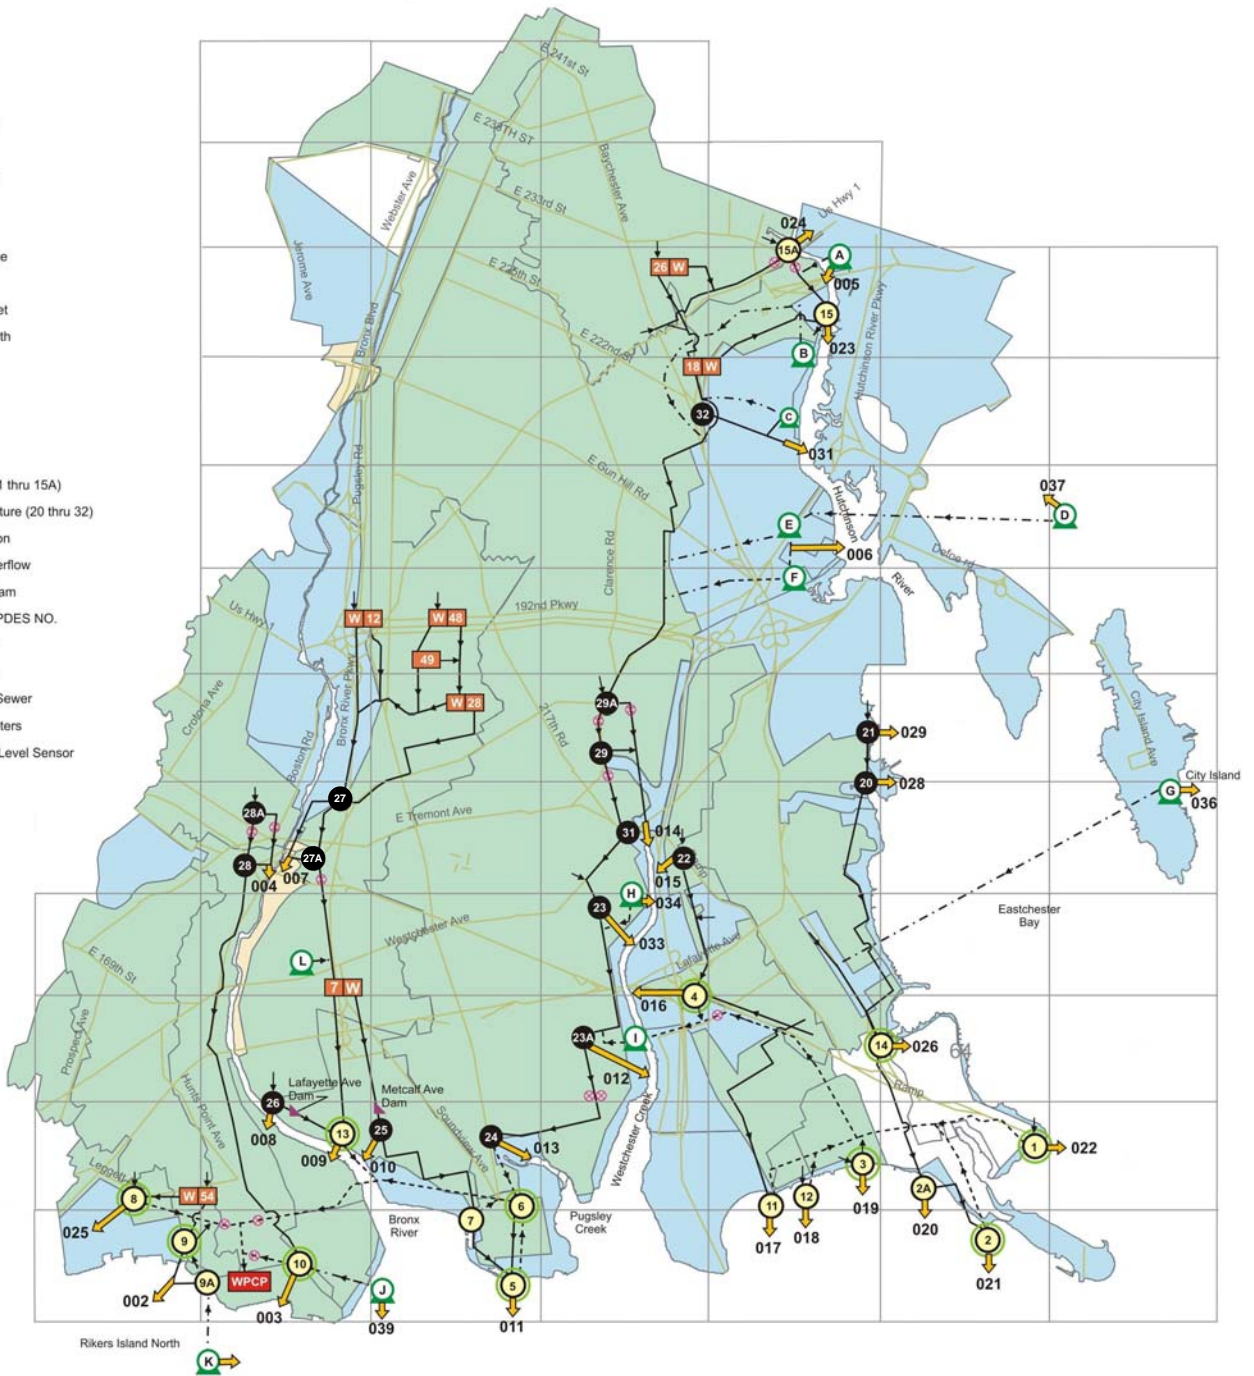 E 241st St
E 238TH ST
Baychester Ave
Webster Ave
E 233rd St
Us Hwy 1
024
15A
A
005
Jerome Ave
26 W
E 225th St
15
023
Hutchinson River Pkwy
Bronx Blvd
E 222nd St
B
18 W
32
C
031
Pugsley Rd
E Gun Hill Rd
Hutchinson
River
037
D
E
006
F
Defoe rd
Clarence Rd
192nd Pkwy
Us Hwy 1
W 12
W 48
49
W 28
Bronx River Pkwy
Crotona Ave
Boston Rd
217th Rd
29A
29
21
029
20
028
City Island Ave
City Island
G
036
27
28A
E Tremont Ave
31
014
22
015
28
004
007
27A
H
034
23
033
Eastchester
Bay
Westchester Ave
Lafayette Ave
E 169th St
L
7 W
016
4
Prospect Ave
23A
I
012
14
026
64
Ramp
Hunts Point Ave
26
008
Lafayette Ave
Dam
Metcalf Ave
Dam
13
009
25
010
Soundview Ave
24
013
Westchester Creek
1
022
Leggett
8
025
W 54
9
9A
002
WPCP
10
003
Bronx
River
7
6
5
011
Pugsley
Creek
11
017
12
018
3
019
2A
020
2
021
J
039
Rikers Island North
K
e
et
th
1 thru 15A)
ture (20 thru 32)
on
erflow
am
PDES NO.
Sewer
ters
Level Sensor